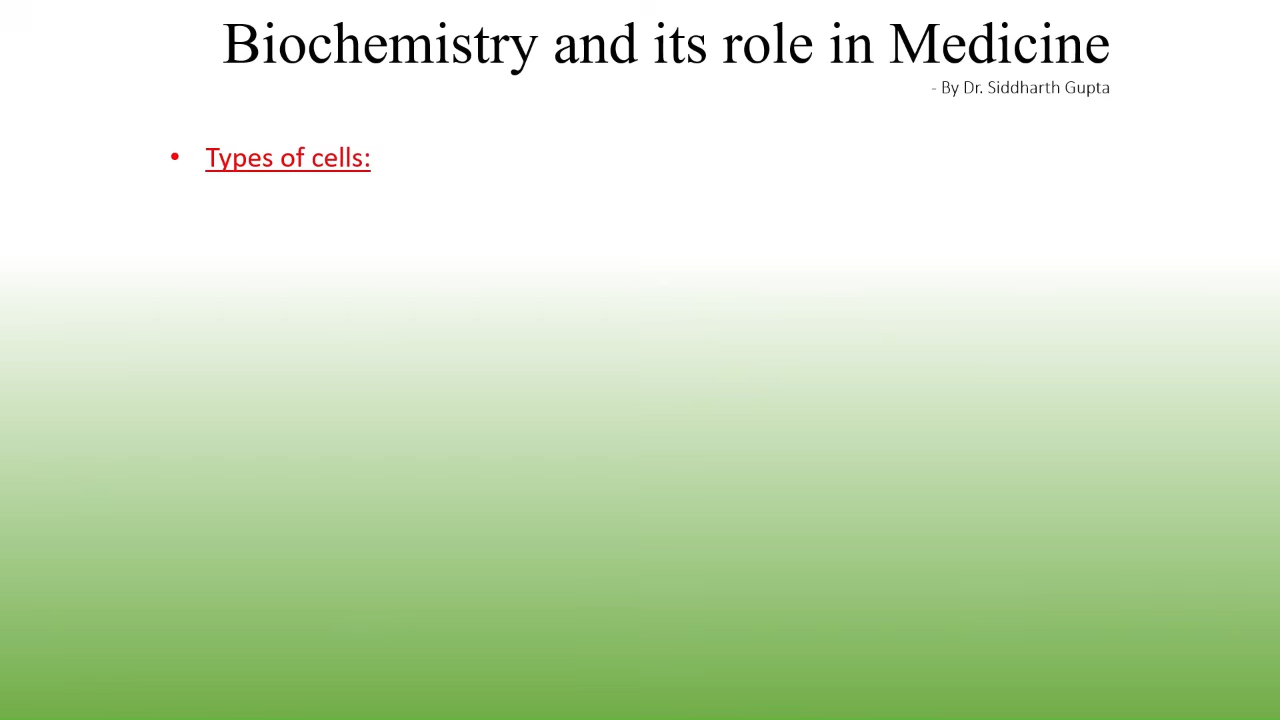 Biochemistry and its role in Medicine
- By Dr. Siddharth Gupta
• Types of cells: